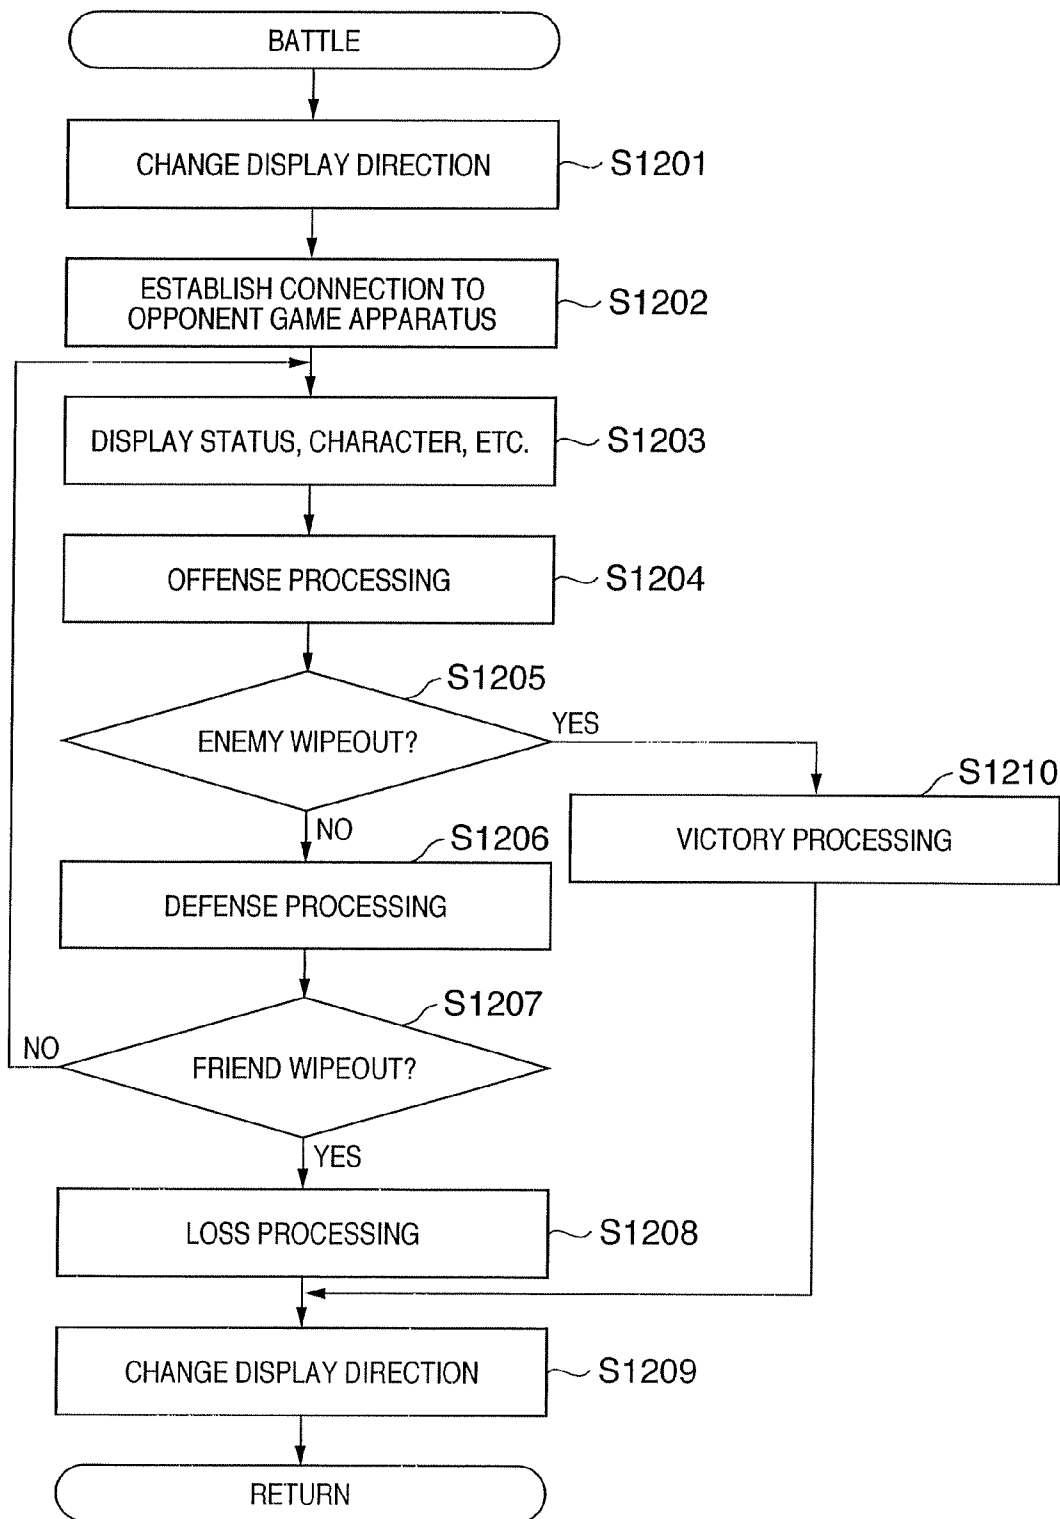 BATTLE
CHANGE DISPLAY DIRECTION
S1201
ESTABLISH CONNECTION TO
OPPONENT GAME APPARATUS
S1202
DISPLAY STATUS, CHARACTER, ETC.
S1203
OFFENSE PROCESSING
S1204
S1205
ENEMY WIPEOUT?
YES
NO
S1210
VICTORY PROCESSING
S1206
DEFENSE PROCESSING
S1207
FRIEND WIPEOUT?
NO
YES
LOSS PROCESSING
S1208
CHANGE DISPLAY DIRECTION
S1209
RETURN